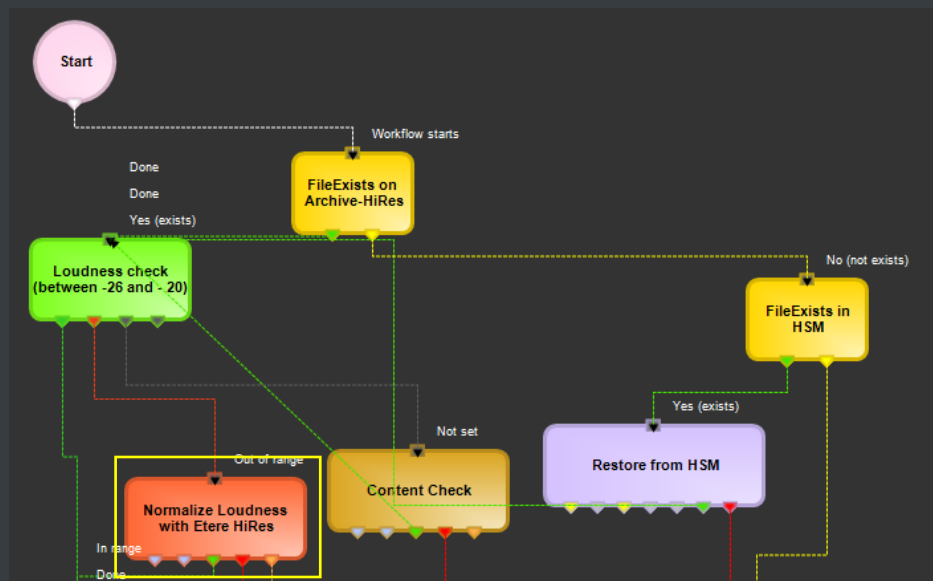 Start
Workflow starts
Done
FileExists on
Archive-HiRes
Done
Yes (exists)
No (not exists)
Loudness check
(between -26 and - 20)
FileExists in
HSM
Yes (exists)
Not set
Out of range
Restore from HSM
Content Check
Normalize Loudness
with Etere HiRes
In range
Done